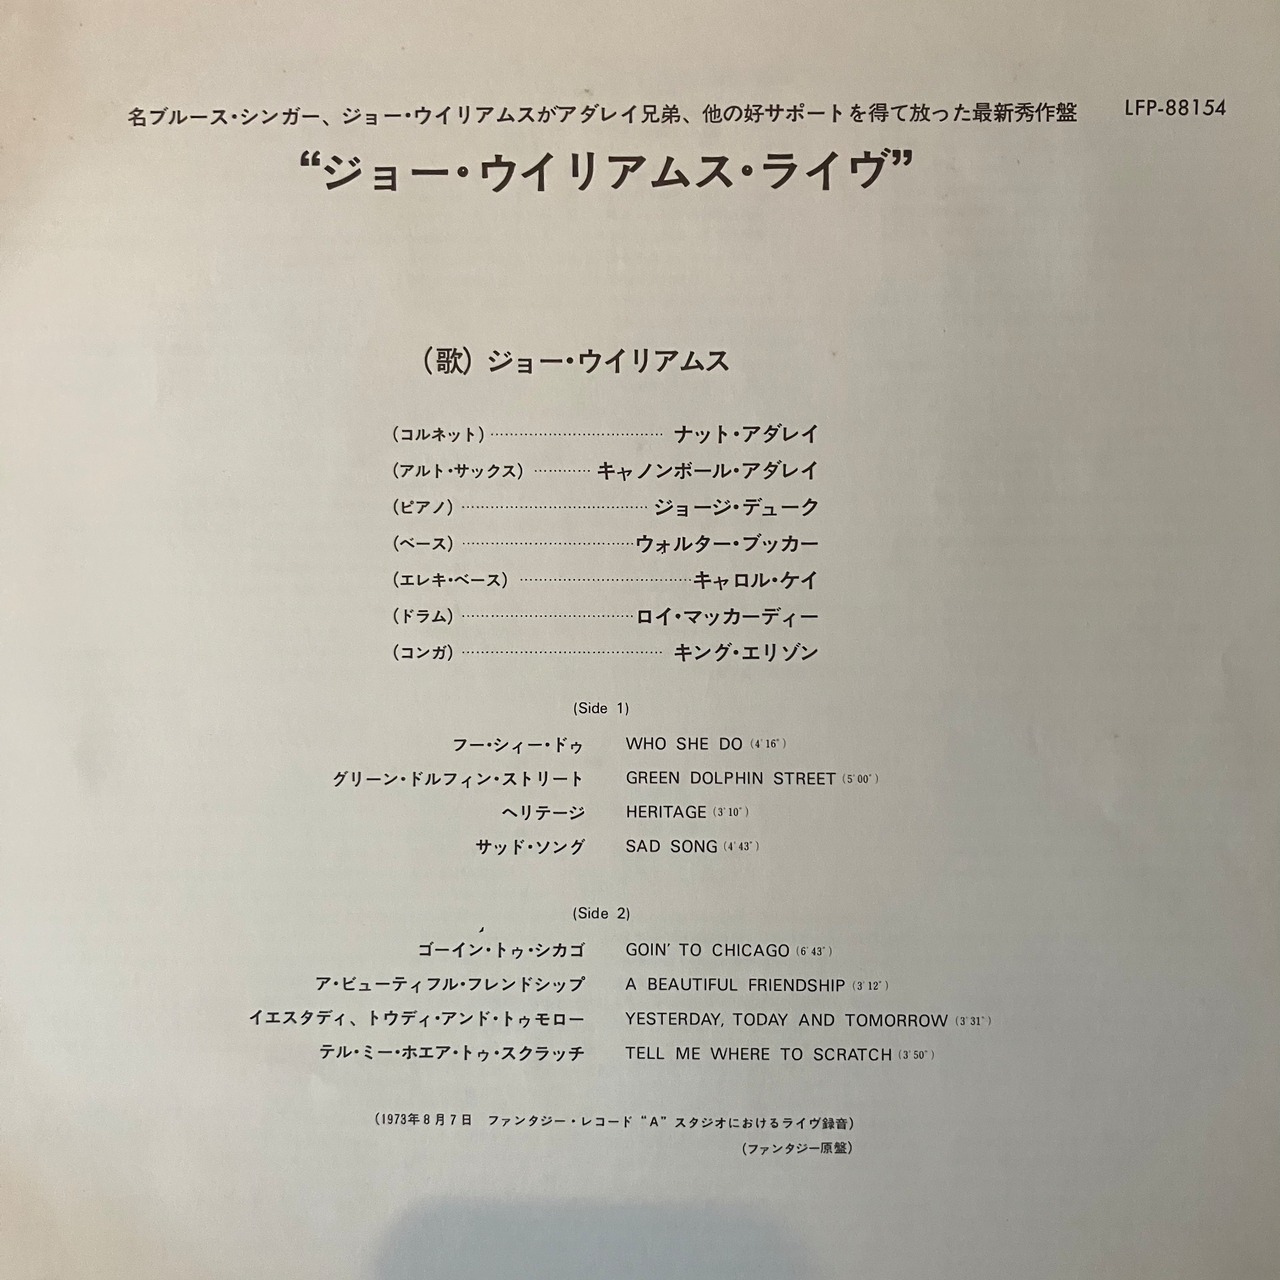 名ブルース・シンガー、ジョー・ウイリアムスがアダレイ兄弟、他の好サポートを得て放った最新秀作盤 LFP-88154
“ジョー・ウイリアムス・ライヴ”
（歌）ジョー・ウイリアムス
（コルネット）……………………………… ナット・アダレイ
（アルト・サックス）………… キャノンボール・アダレイ
（ピアノ）………………………………… ジョージ・デューク
（ベース）………………………………ウォルター・ブッカー
（エレキ・ベース）………………………………キャロル・ケイ
（ドラム）………………………………ロイ・マッカーディー
（コンガ）…………………………………… キング・エリゾン
(Side 1)
フー・シィー・ドゥ WHO SHE DO (4′16″)
グリーン・ドルフィン・ストリート GREEN DOLPHIN STREET (5′00″)
ヘリテージ HERITAGE (3′10″)
サッド・ソング SAD SONG (4′43″)
(Side 2)
ゴーイン・トゥ・シカゴ GOIN’ TO CHICAGO (6′43″)
ア・ビューティフル・フレンドシップ A BEAUTIFUL FRIENDSHIP (3′12″)
イエスタディ、トウディ・アンド・トゥモロー YESTERDAY, TODAY AND TOMORROW (3′31″)
テル・ミー・ホエア・トゥ・スクラッチ TELL ME WHERE TO SCRATCH (3′50″)
（1973年8月7日 ファンタジー・レコード “A” スタジオにおけるライヴ録音）
（ファンタジー原盤）